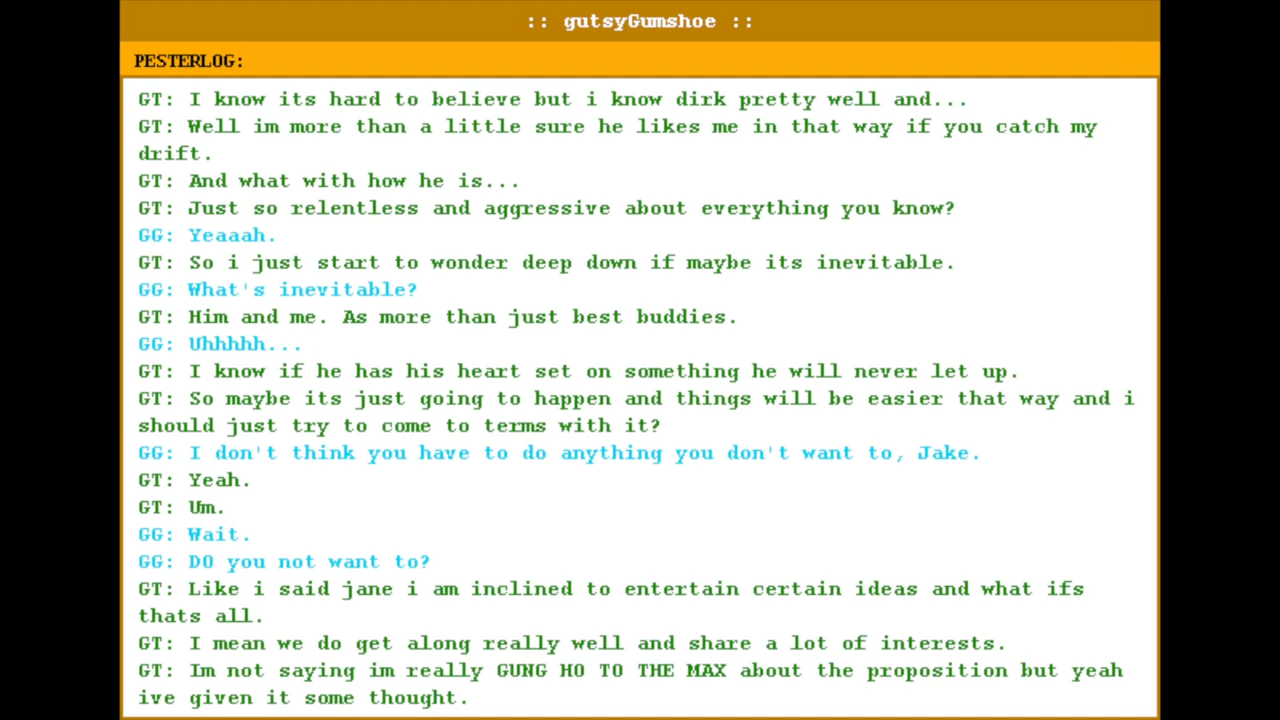 :: gutsyGumshoe ::
PESTERLOG:
GT: I know its hard to believe but i know dirk pretty well and...
GT: Well im more than a little sure he likes me in that way if you catch my
drift.
GT: And what with how he is...
GT: Just so relentless and aggressive about everything you know?
GG: Yeaaah.
GT: So i just start to wonder deep down if maybe its inevitable.
GG: What's inevitable?
GT: Him and me. As more than just best buddies.
GG: Uhhhhh...
GT: I know if he has his heart set on something he will never let up.
GT: So maybe its just going to happen and things will be easier that way and i
should just try to come to terms with it?
GG: I don't think you have to do anything you don't want to, Jake.
GT: Yeah.
GT: Um.
GG: Wait.
GG: DO you not want to?
GT: Like i said jane i am inclined to entertain certain ideas and what ifs
thats all.
GT: I mean we do get along really well and share a lot of interests.
GT: Im not saying im really GUNG HO TO THE MAX about the proposition but yeah
ive given it some thought.